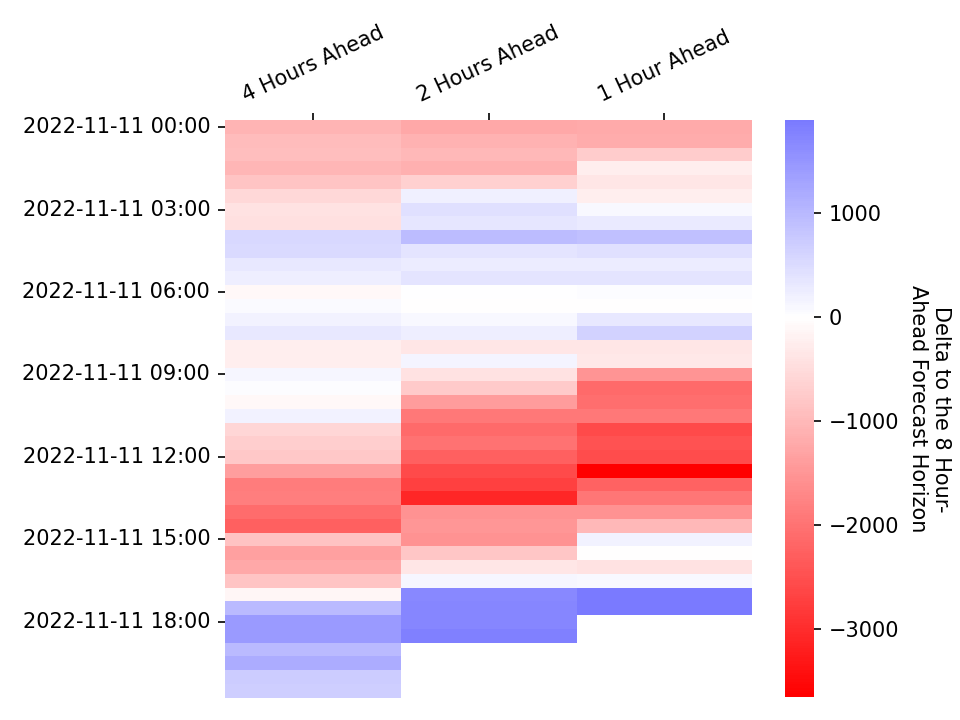 4 Hours Ahead
2 Hours Ahead
1 Hour Ahead
2022-11-11 00:00
2022-11-11 03:00
2022-11-11 06:00
2022-11-11 09:00
2022-11-11 12:00
2022-11-11 15:00
2022-11-11 18:00
1000
0
−1000
−2000
−3000
Delta to the 8 Hour-
Ahead Forecast Horizon